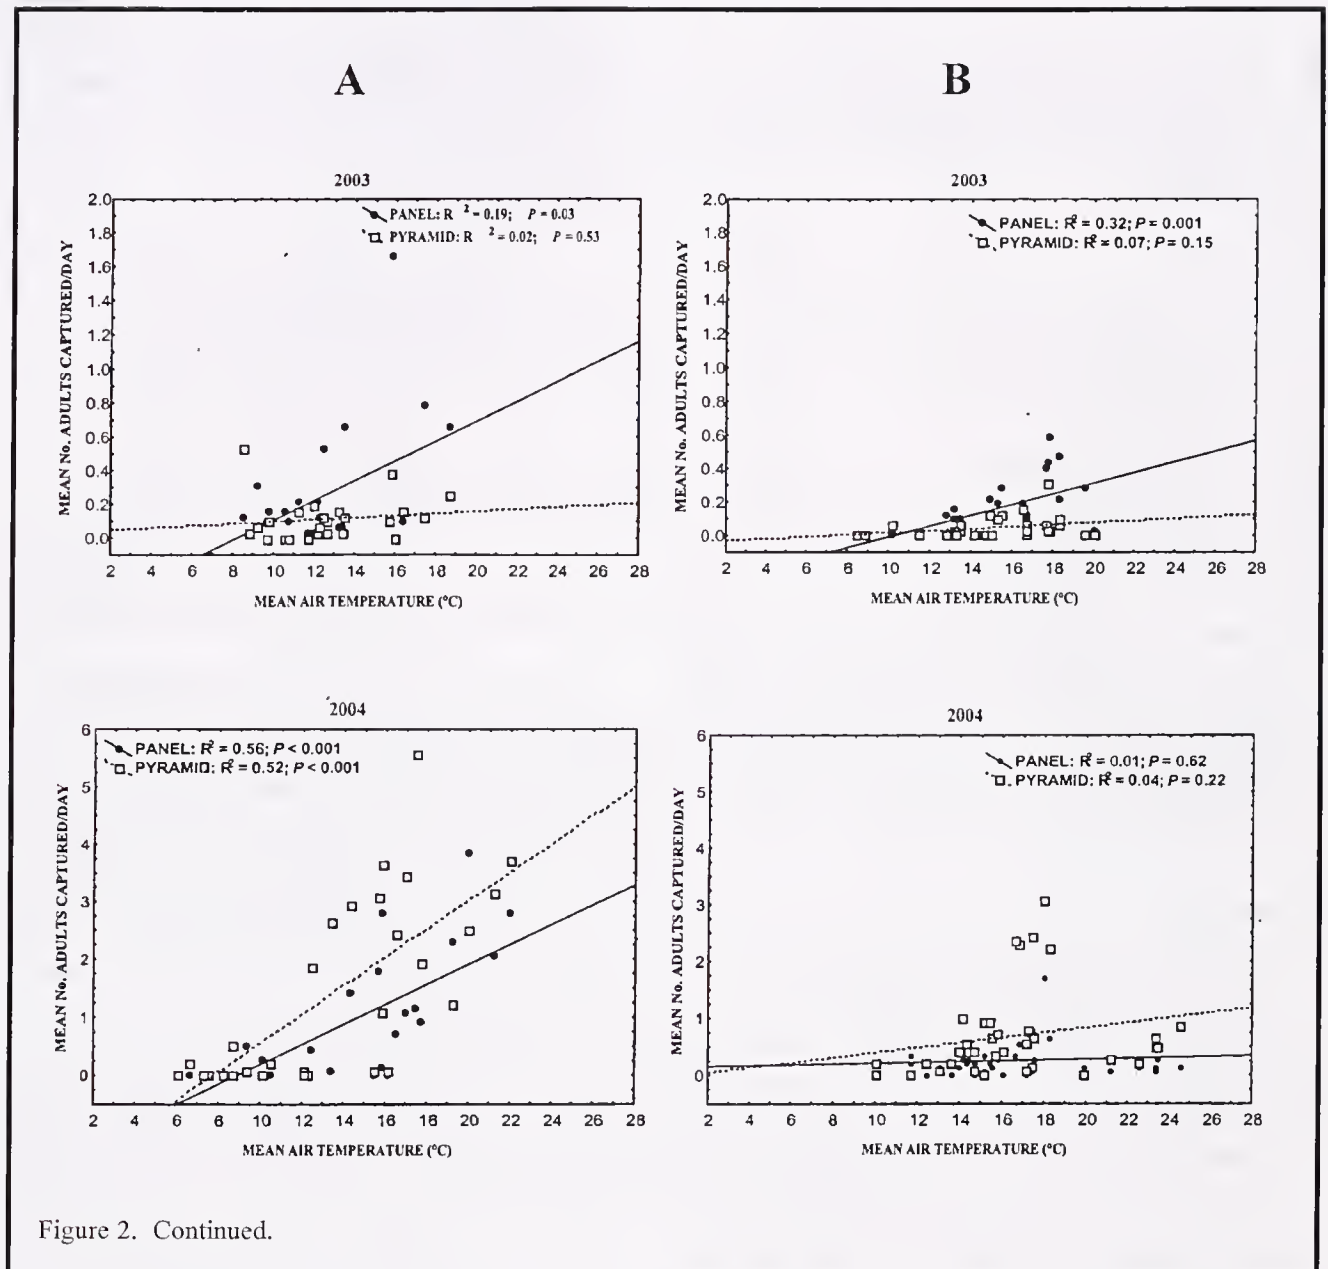 A
B
2003
PANEL: R 2 = 0.19; P = 0.03
PYRAMID: R 2 = 0.02; P = 0.53
MEAN No. ADULTS CAPTURED/DAY
2.0
1.8
1.6
1.4
1.2
1.0
0.8
0.6
0.4
0.2
0.0
2 4 6 8 10 12 14 16 18 20 22 24 26 28
MEAN AIR TEMPERATURE (°C)
2003
PANEL: R² = 0.32; P = 0.001
PYRAMID: R² = 0.07; P = 0.15
MEAN No. ADULTS CAPTURED/DAY
2.0
1.8
1.6
1.4
1.2
1.0
0.8
0.6
0.4
0.2
0.0
2 4 6 8 10 12 14 16 18 20 22 24 26 28
MEAN AIR TEMPERATURE (°C)
2004
PANEL: R² = 0.56; P < 0.001
PYRAMID: R² = 0.52; P < 0.001
MEAN No. ADULTS CAPTURED/DAY
6
5
4
3
2
1
0
2 4 6 8 10 12 14 16 18 20 22 24 26 28
MEAN AIR TEMPERATURE (°C)
2004
PANEL: R² = 0.01; P = 0.62
PYRAMID: R² = 0.04; P = 0.22
MEAN No. ADULTS CAPTURED/DAY
6
5
4
3
2
1
0
2 4 6 8 10 12 14 16 18 20 22 24 26 28
MEAN AIR TEMPERATURE (°C)
Figure 2. Continued.